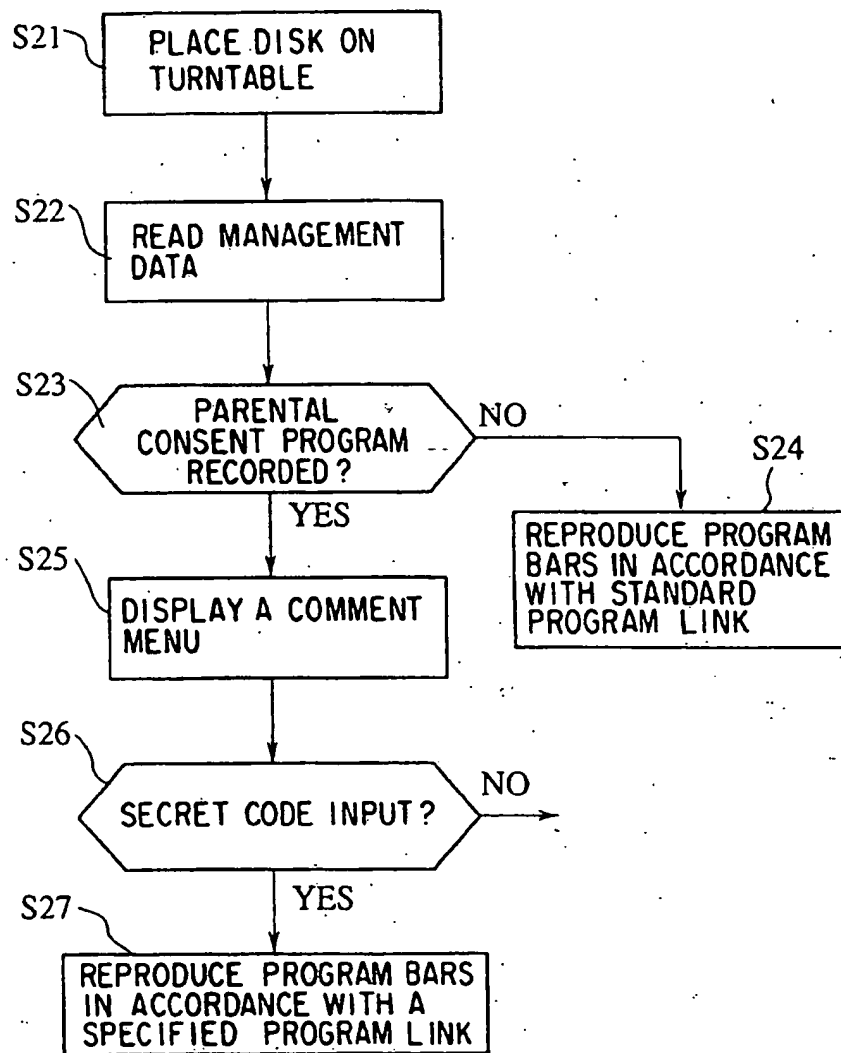 S21
PLACE DISK ON
TURNTABLE
S22
READ MANAGEMENT
DATA
S23
PARENTAL
CONSENT PROGRAM
RECORDED?
NO
YES
S24
REPRODUCE PROGRAM
BARS IN ACCORDANCE
WITH STANDARD
PROGRAM LINK
S25
DISPLAY A COMMENT
MENU
S26
SECRET CODE INPUT?
NO
YES
S27
REPRODUCE PROGRAM BARS
IN ACCORDANCE WITH A
SPECIFIED PROGRAM LINK